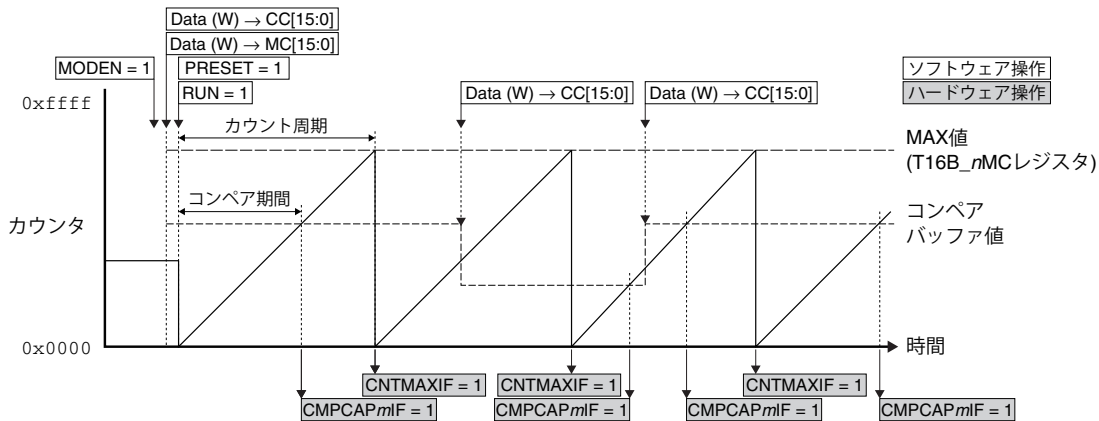 Data (W) → CC[15:0]
Data (W) → MC[15:0]
MODEN = 1
PRESET = 1
RUN = 1
Data (W) → CC[15:0]
Data (W) → CC[15:0]
ソフトウェア操作
ハードウェア操作
0xffff
カウント周期
MAX値
(T16B_nMCレジスタ)
コンペア期間
カウンタ
コンペア
バッファ値
0x0000
時間
CNTMAXIF = 1
CNTMAXIF = 1
CNTMAXIF = 1
CMPCAPmIF = 1
CMPCAPmIF = 1
CMPCAPmIF = 1
CMPCAPmIF = 1